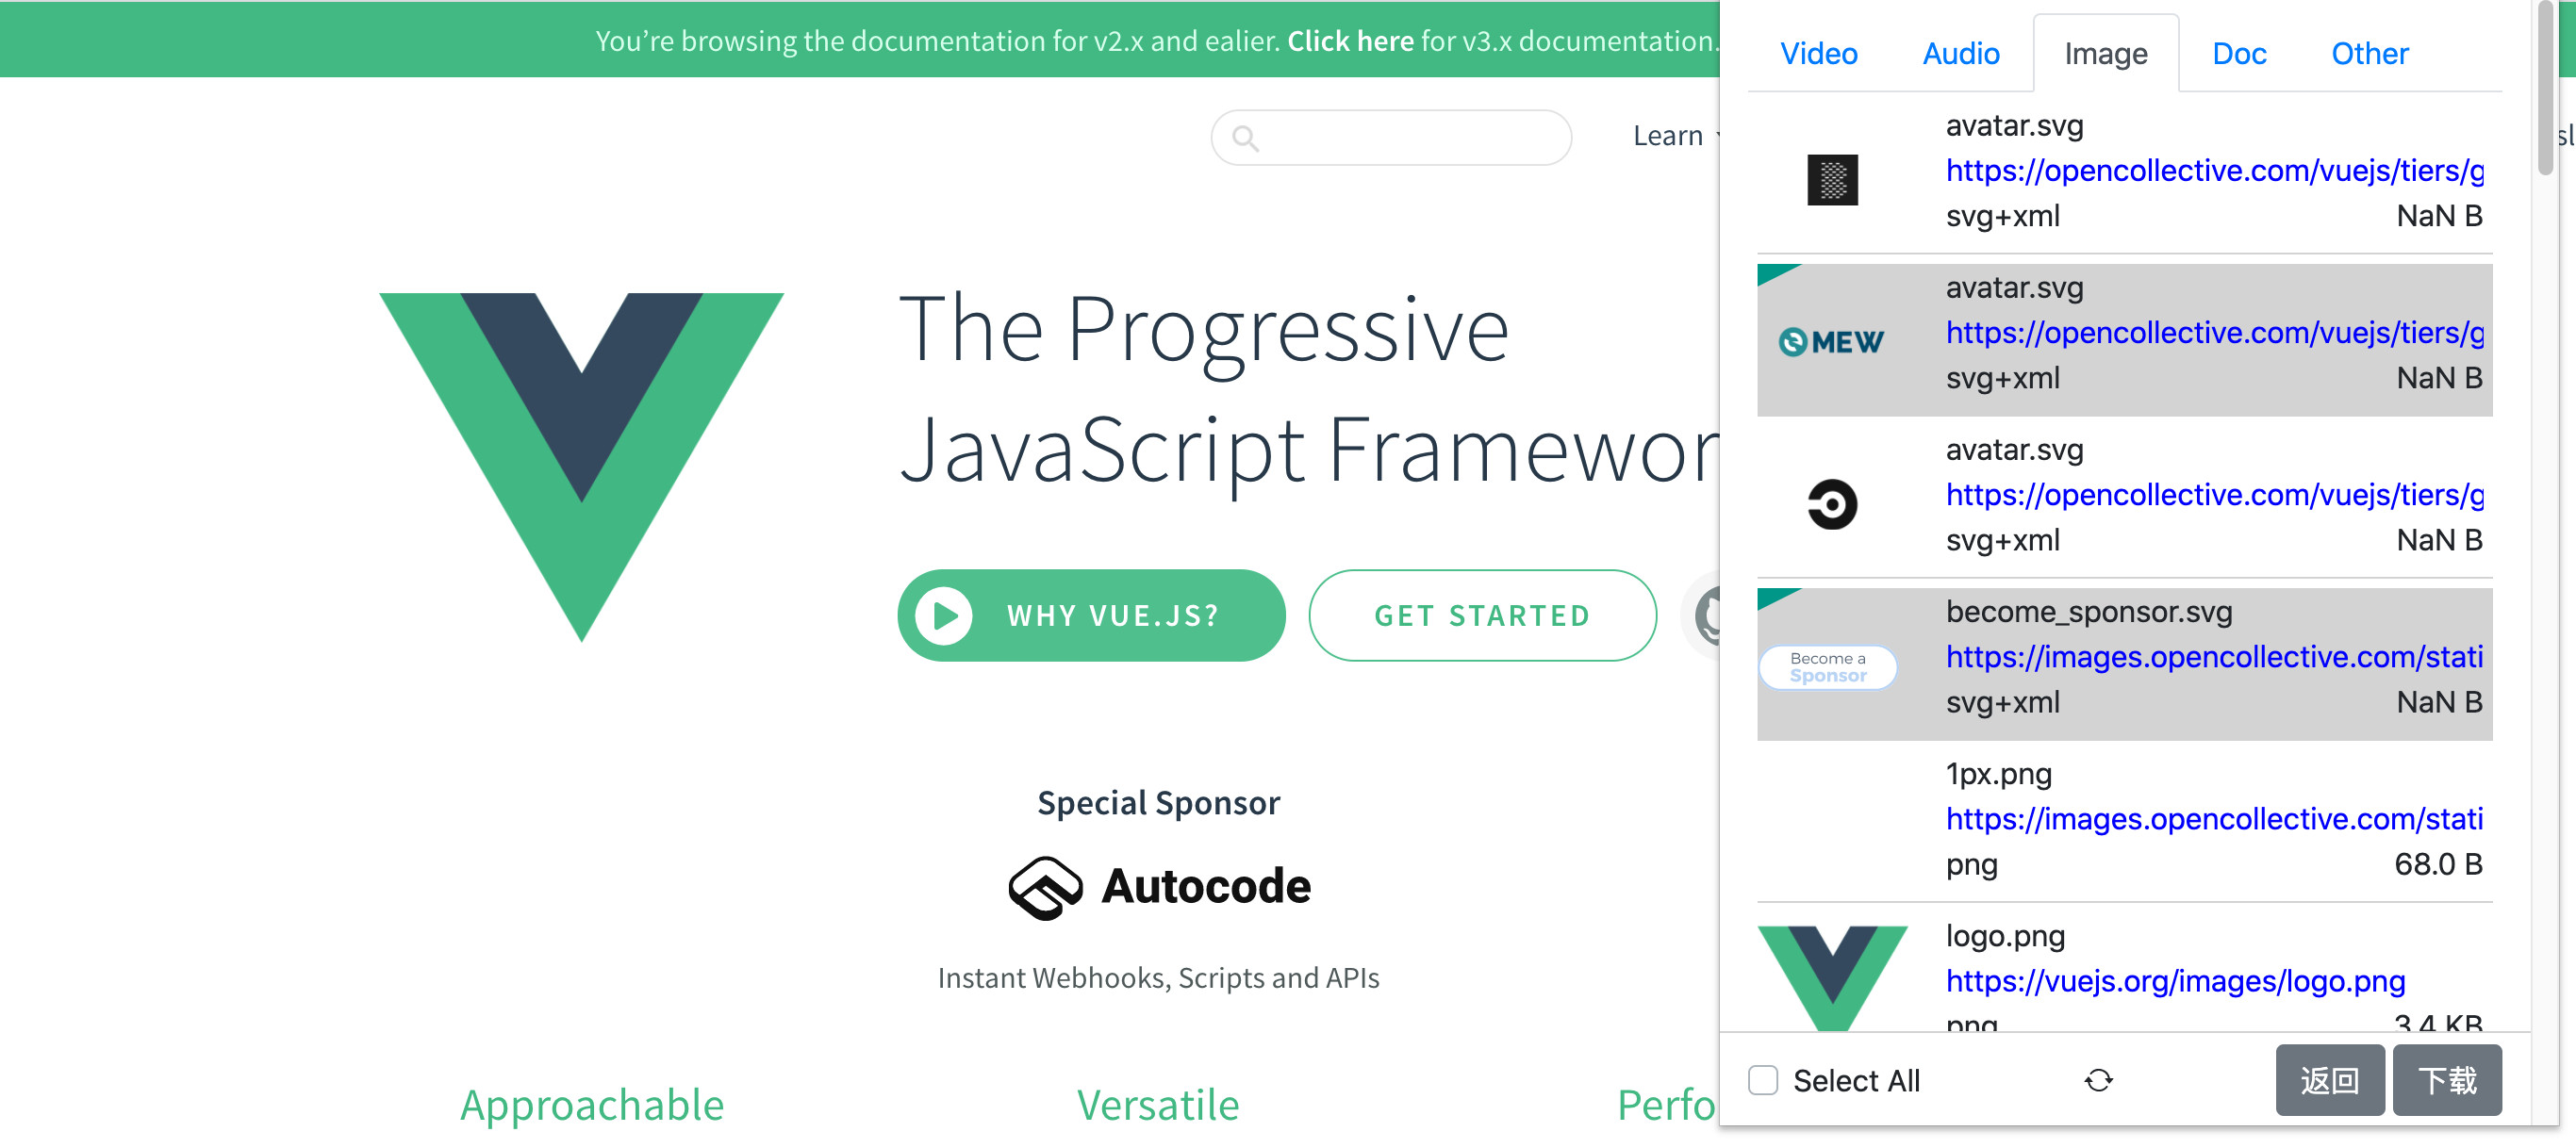 You're browsing the documentation for v2.x and ealier. Click here for v3.x documentation.
Learn
The Progressive
JavaScript Framewor
WHY VUE.JS?
GET STARTED
Special Sponsor
Autocode
Instant Webhooks, Scripts and APIs
Approachable
Versatile
Perfo
Video
Audio
Image
Doc
Other
avatar.svg
https://opencollective.com/vuejs/tiers/g
svg+xml
NaN B
MEW
avatar.svg
https://opencollective.com/vuejs/tiers/g
svg+xml
NaN B
avatar.svg
https://opencollective.com/vuejs/tiers/g
svg+xml
NaN B
Become a
Sponsor
become_sponsor.svg
https://images.opencollective.com/stati
svg+xml
NaN B
1px.png
https://images.opencollective.com/stati
png
68.0 B
logo.png
https://vuejs.org/images/logo.png
png
3.4 KB
Select All
返回
下载